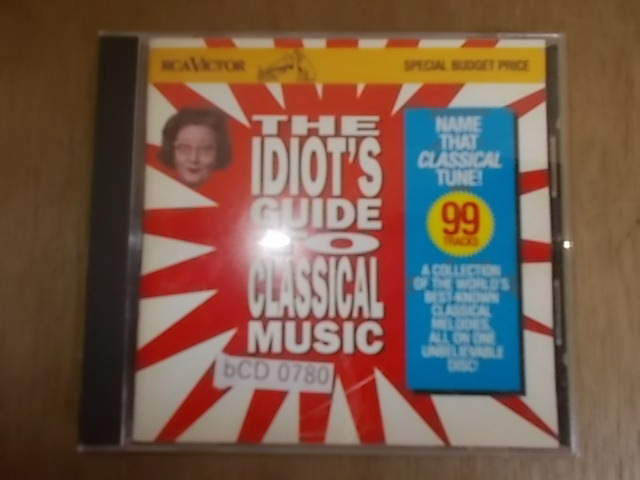 RCA VICTOR
SPECIAL BUDGET PRICE
THE
IDIOT'S
GUIDE
TO
CLASSICAL
MUSIC
bCD 0780
NAME
THAT
CLASSICAL
TUNE!
99
TRACKS
A COLLECTION
OF THE WORLD'S
BEST-KNOWN
CLASSICAL
MELODIES,
ALL ON ONE
UNBELIEVABLE
DISC!